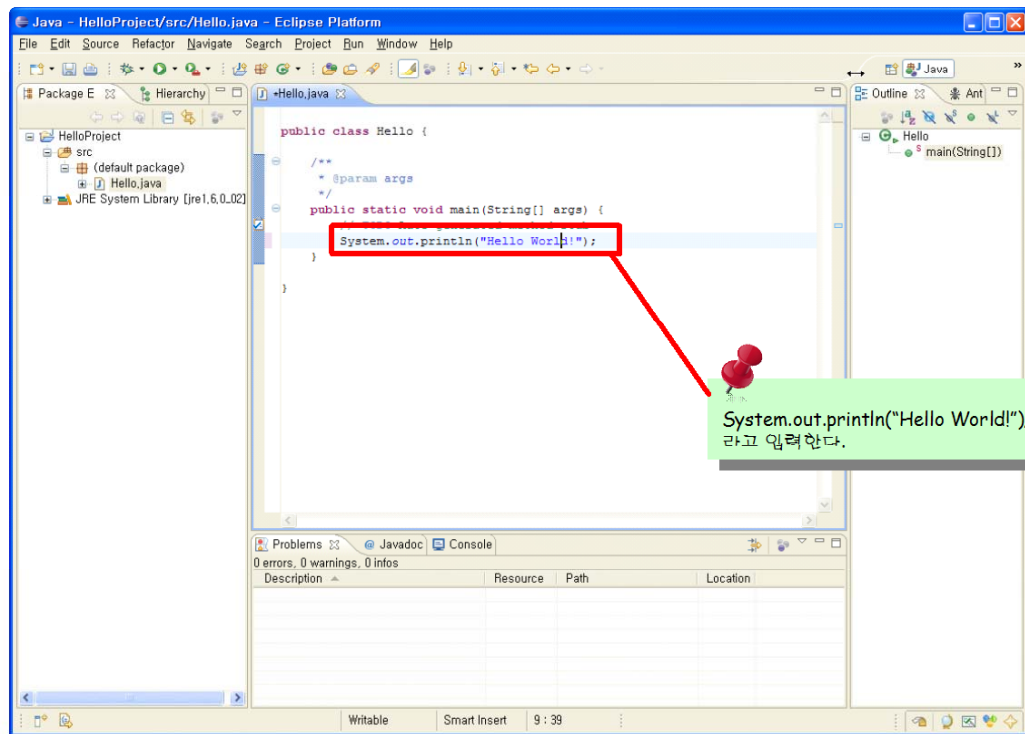 Java - HelloProject/src/Hello.java - Eclipse Platform
File Edit Source Refactor Navigate Search Project Run Window Help
Java
Package E Hierarchy
HelloProject
src
(default package)
Hello.java
JRE System Library [jre1.6.0_02]
*Hello.java
public class Hello {
/**
* @param args
*/
public static void main(String[] args) {
System.out.println("Hello World!");
}
}
Outline Ant
Hello
main(String[])
System.out.println("Hello World!")
라고 입력한다.
Problems Javadoc Console
0 errors, 0 warnings, 0 infos
Description Resource Path Location
Writable Smart Insert 9 : 39